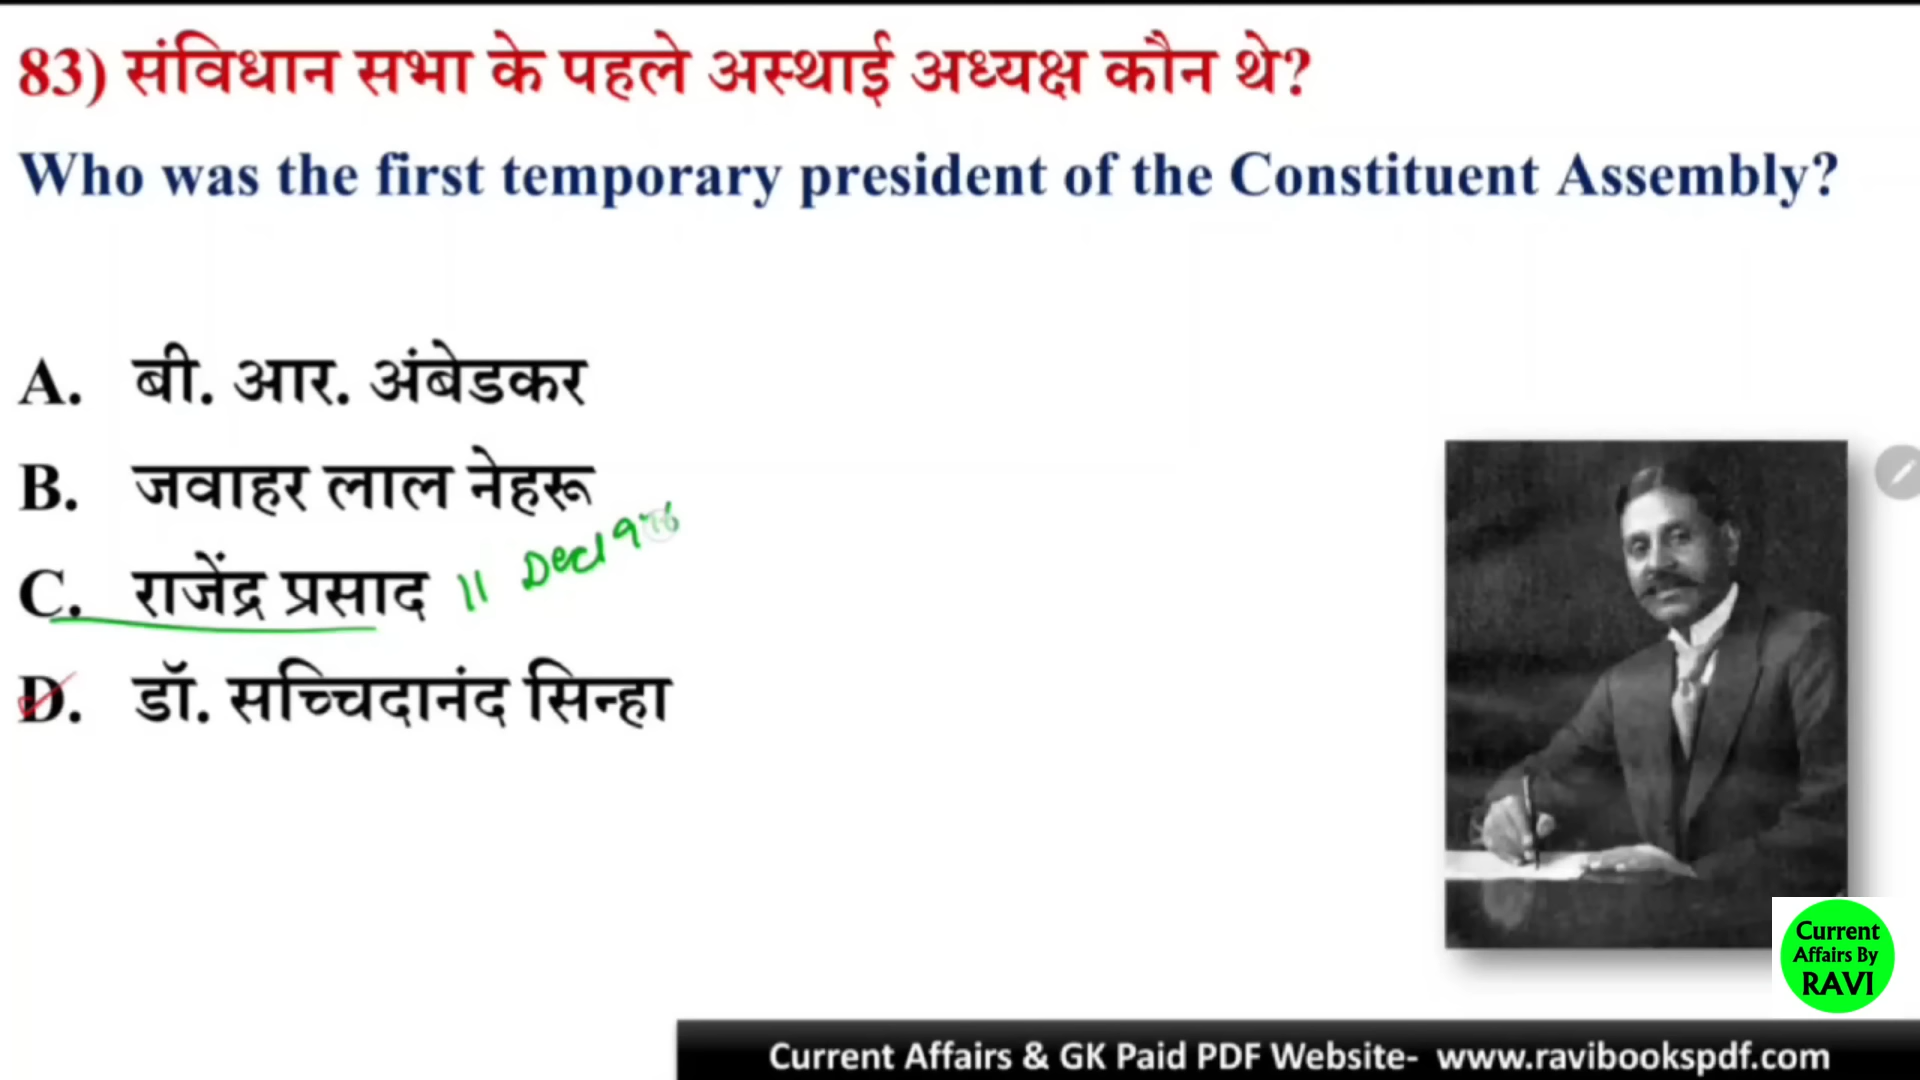 83) संविधान सभा के पहले अस्थाई अध्यक्ष कौन थे?
Who was the first temporary president of the Constituent Assembly?
A. बी. आर. अंबेडकर
B. जवाहर लाल नेहरू
C. राजेंद्र प्रसाद 11 Dec
D. डॉ. सच्चिदानंद सिन्हा
Current
Affairs By
RAVI
Current Affairs & GK Paid PDF Website- www.ravibookspdf.com